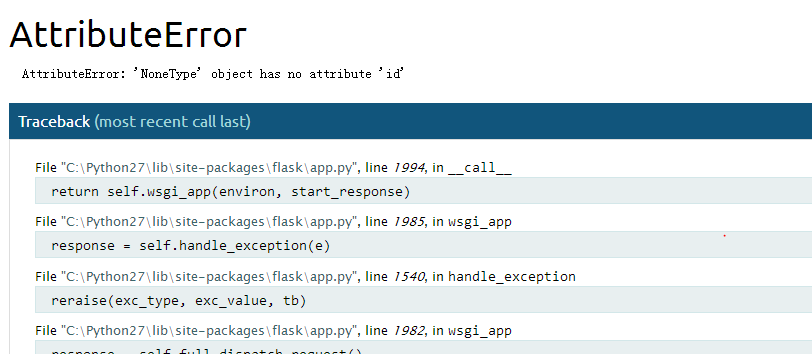 AttributeError
AttributeError: 'NoneType' object has no attribute 'id'
Traceback (most recent call last)
File "C:\Python27\lib\site-packages\flask\app.py", line 1994, in __call__
return self.wsgi_app(environ, start_response)
File "C:\Python27\lib\site-packages\flask\app.py", line 1985, in wsgi_app
response = self.handle_exception(e)
File "C:\Python27\lib\site-packages\flask\app.py", line 1540, in handle_exception
reraise(exc_type, exc_value, tb)
File "C:\Python27\lib\site-packages\flask\app.py", line 1982, in wsgi_app
response = self.full_dispatch_request()